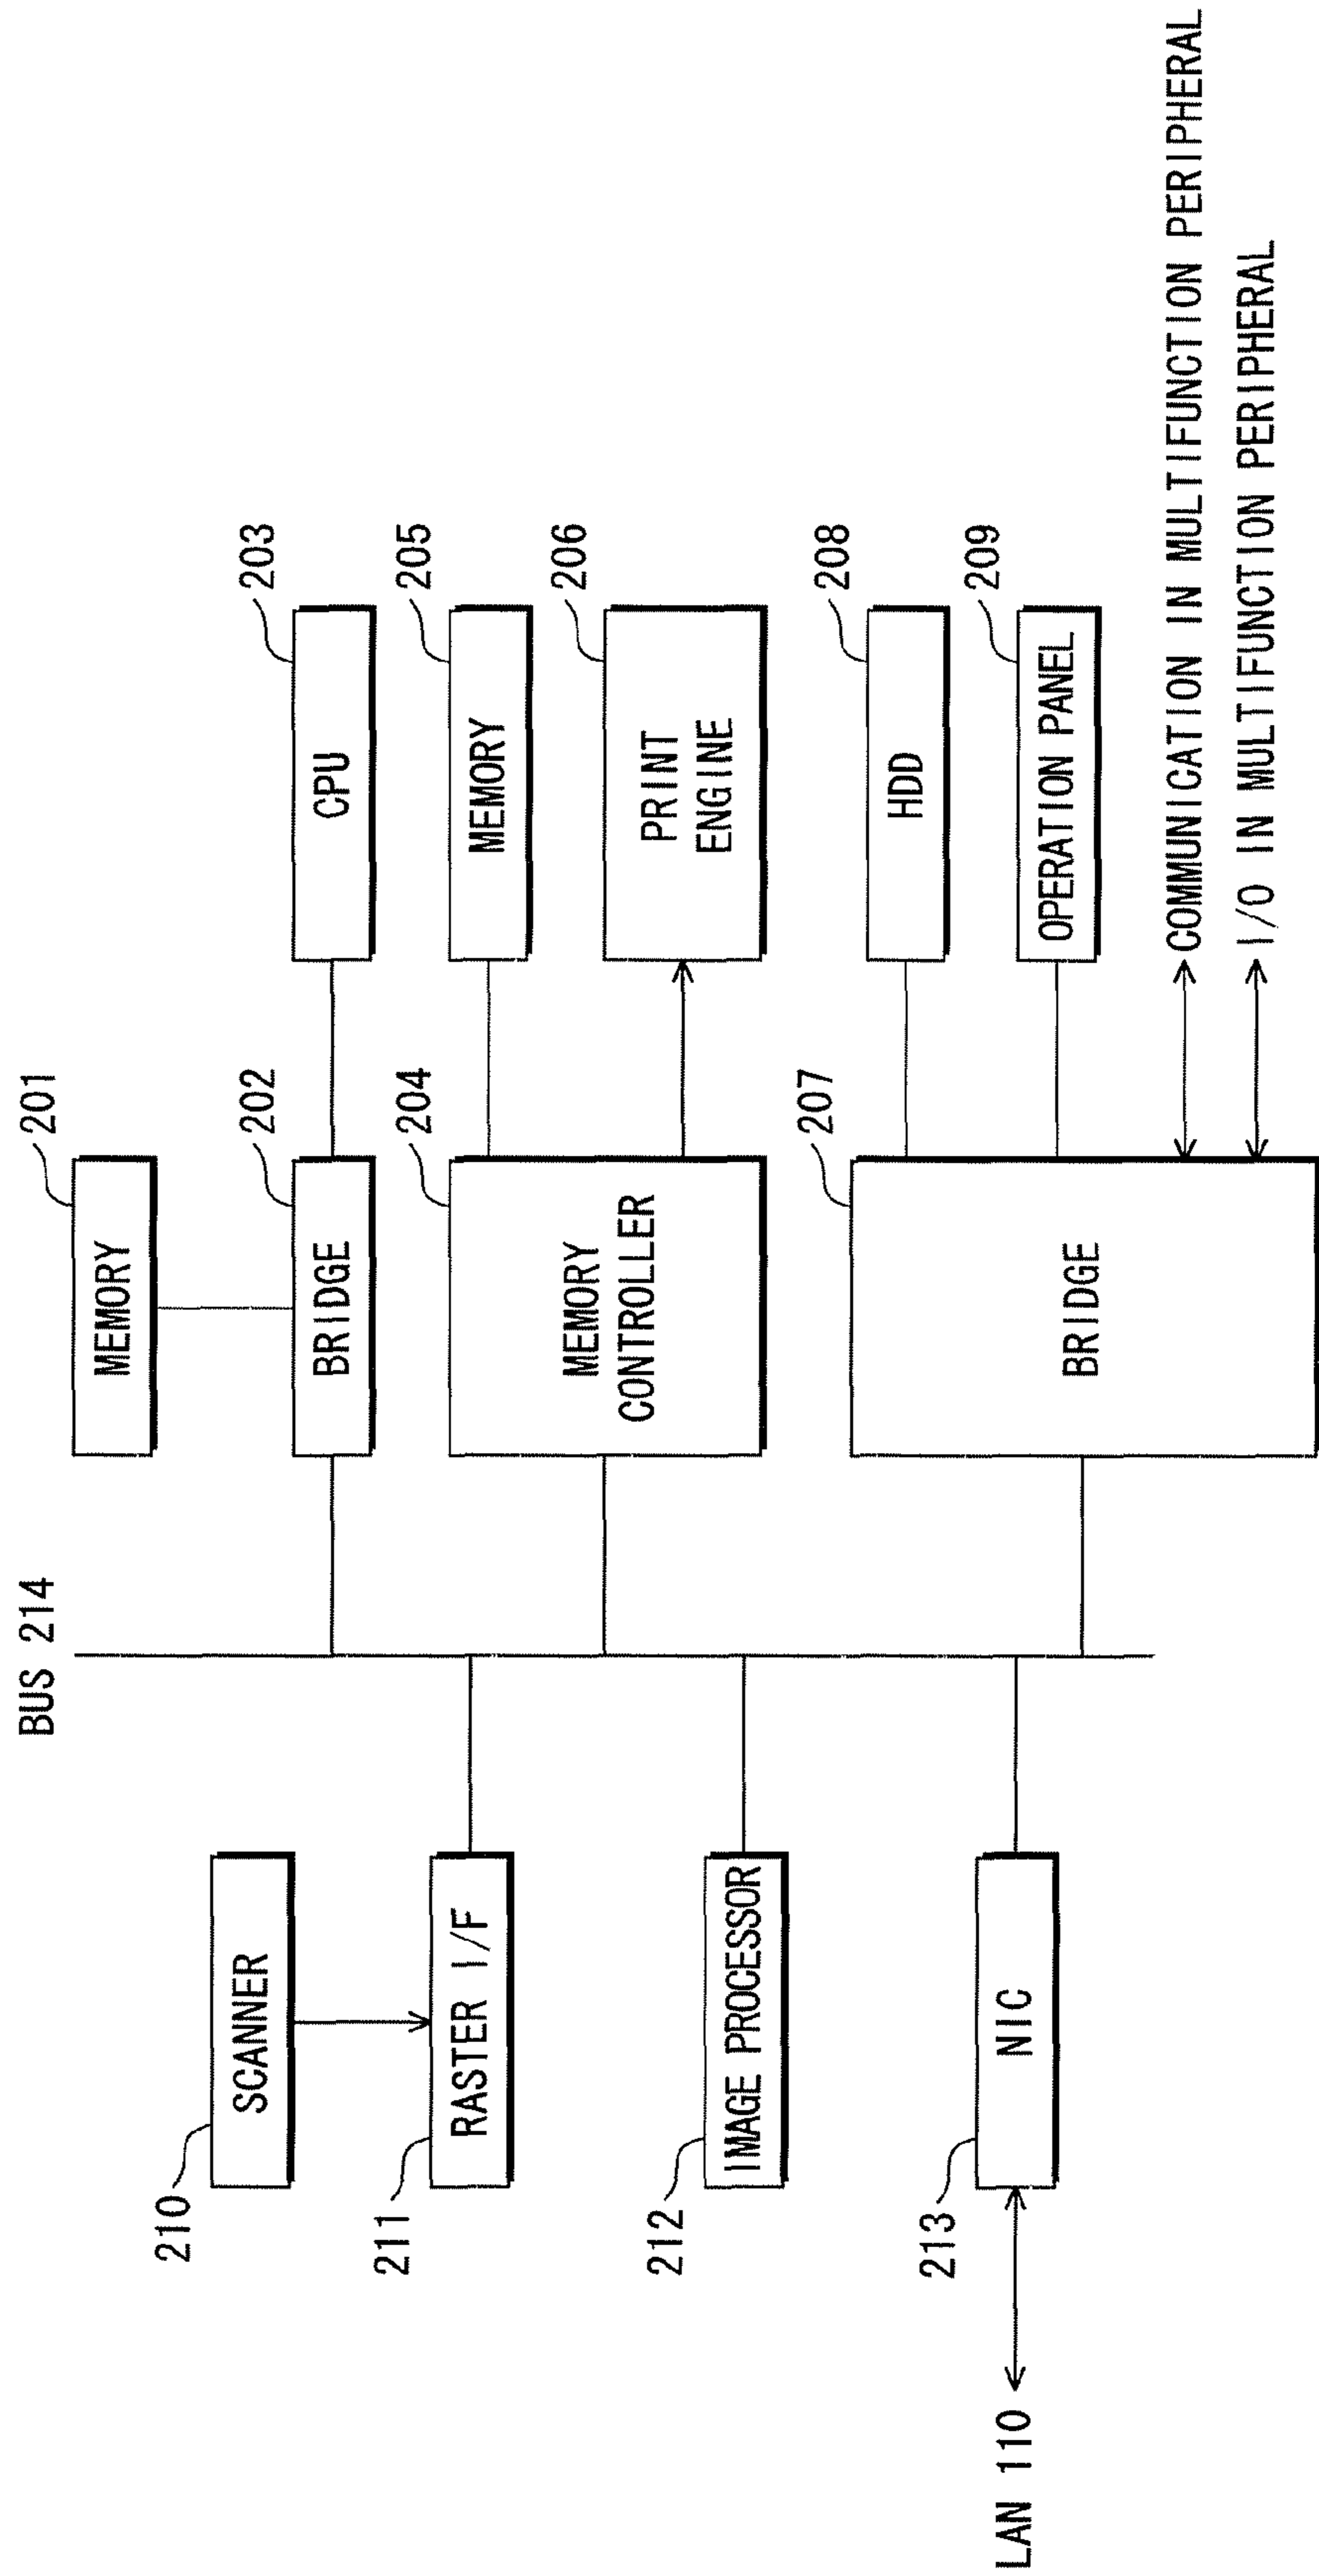 BUS 214
201
MEMORY
210
SCANNER
202
BRIDGE
203
CPU
211
RASTER I/F
204
MEMORY
CONTROLLER
205
MEMORY
206
PRINT
ENGINE
212
IMAGE PROCESSOR
207
BRIDGE
208
HDD
209
OPERATION PANEL
LAN 110
213
NIC
COMMUNICATION IN MULTIFUNCTION PERIPHERAL
I/O IN MULTIFUNCTION PERIPHERAL